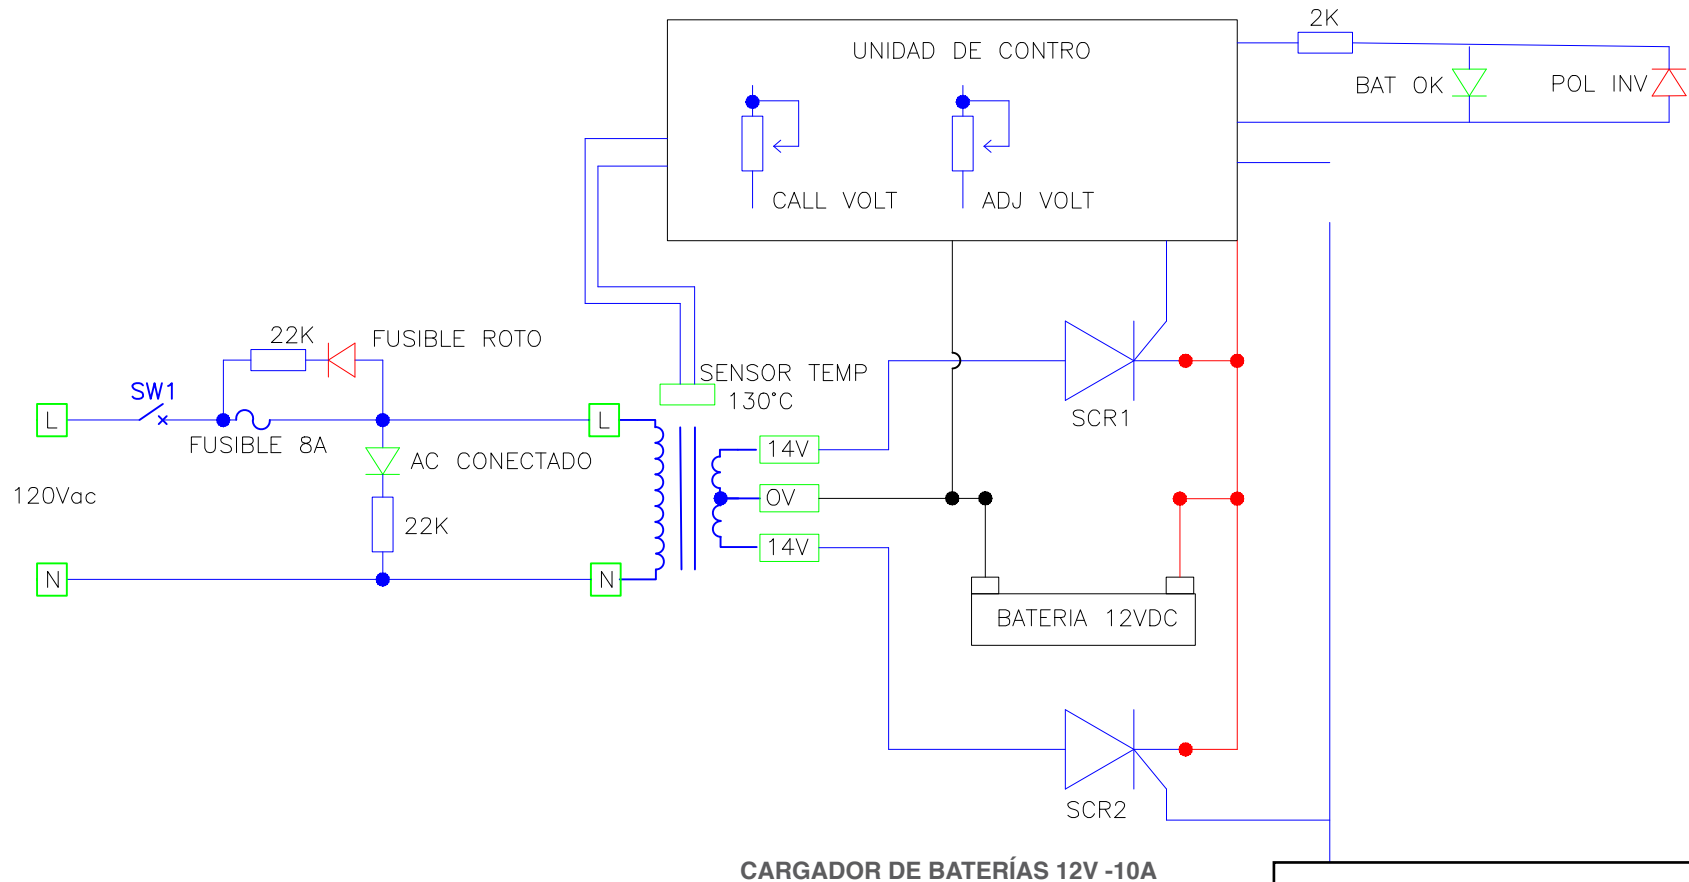 2K
UNIDAD DE CONTRO
BAT OK
POL INV
CALL VOLT
ADJ VOLT
22K
FUSIBLE ROTO
SENSOR TEMP
130°C
SW1
L
L
SCR1
FUSIBLE 8A
14V
AC CONECTADO
120Vac
0V
22K
14V
N
N
BATERIA 12VDC
SCR2
CARGADOR DE BATERÍAS 12V -10A